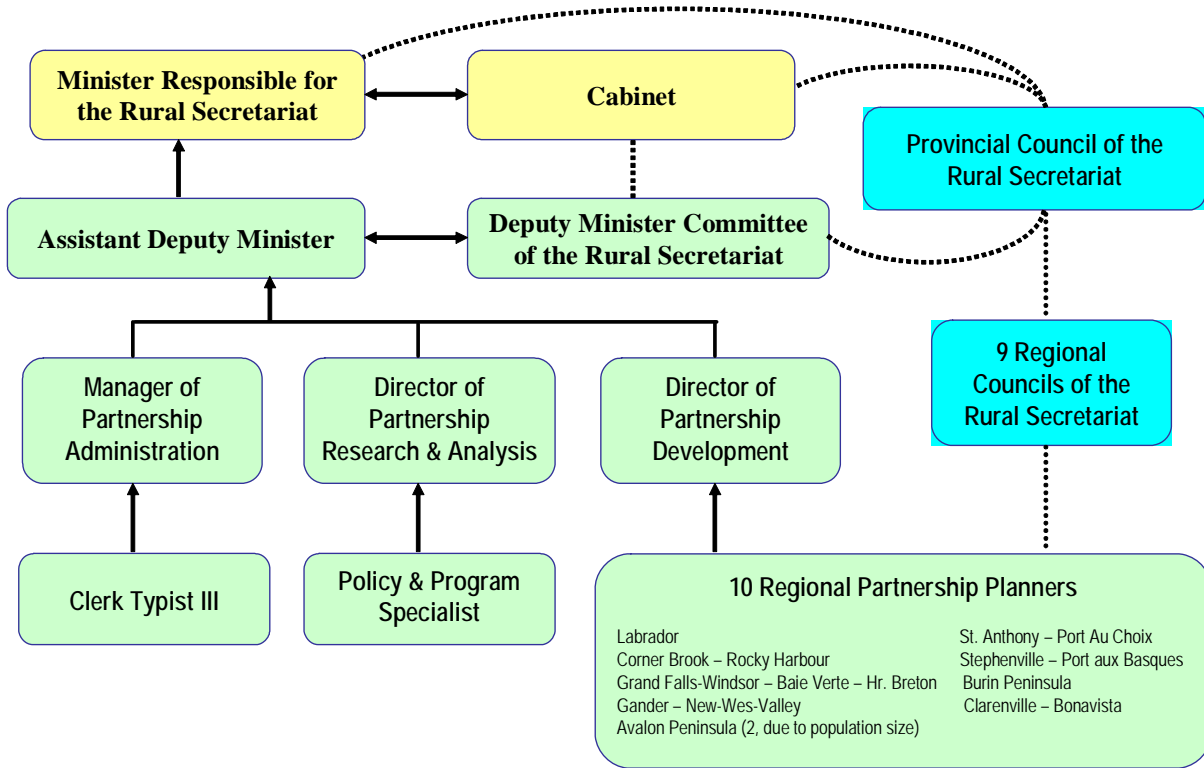 Minister Responsible for
the Rural Secretariat
Cabinet
Provincial Council of the
Rural Secretariat
Assistant Deputy Minister
Deputy Minister Committee
of the Rural Secretariat
9 Regional
Councils of the
Rural Secretariat
Manager of
Partnership
Administration
Director of
Partnership
Research & Analysis
Director of
Partnership
Development
Clerk Typist III
Policy & Program
Specialist
10 Regional Partnership Planners
Labrador
Corner Brook – Rocky Harbour
Grand Falls-Windsor – Baie Verte – Hr. Breton
Gander – New-Wes-Valley
Avalon Peninsula (2, due to population size)
St. Anthony – Port Au Choix
Stephenville – Port aux Basques
Burin Peninsula
Clarenville – Bonavista